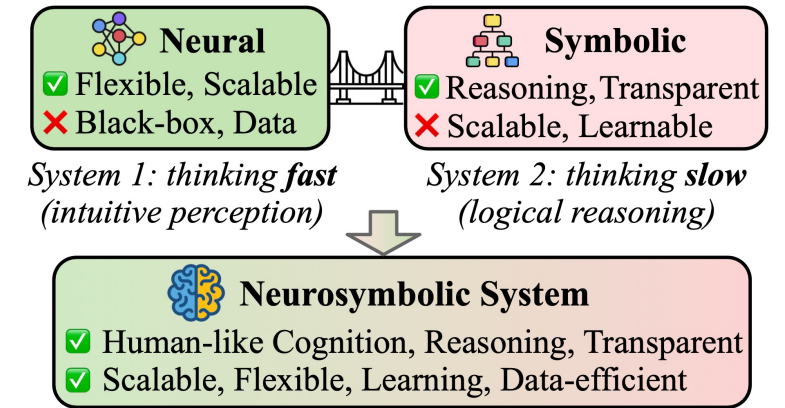 Neural
Flexible, Scalable
Black-box, Data
Symbolic
Reasoning, Transparent
Scalable, Learnable
System 1: thinking fast
(intuitive perception)
System 2: thinking slow
(logical reasoning)
Neurosymbolic System
Human-like Cognition, Reasoning, Transparent
Scalable, Flexible, Learning, Data-efficient